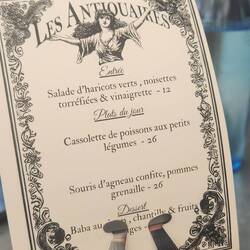 LES ANTIQUAIRES
Entrée
Salade d'haricots verts , noisettes
torréfiées & vinaigrette - 12
Plats du jour
Cassolette de poissons aux petits
légumes - 26
Souris d'agneau confite, pommes
grenaille - 26
Dessert
Baba au , chantilly & fruits